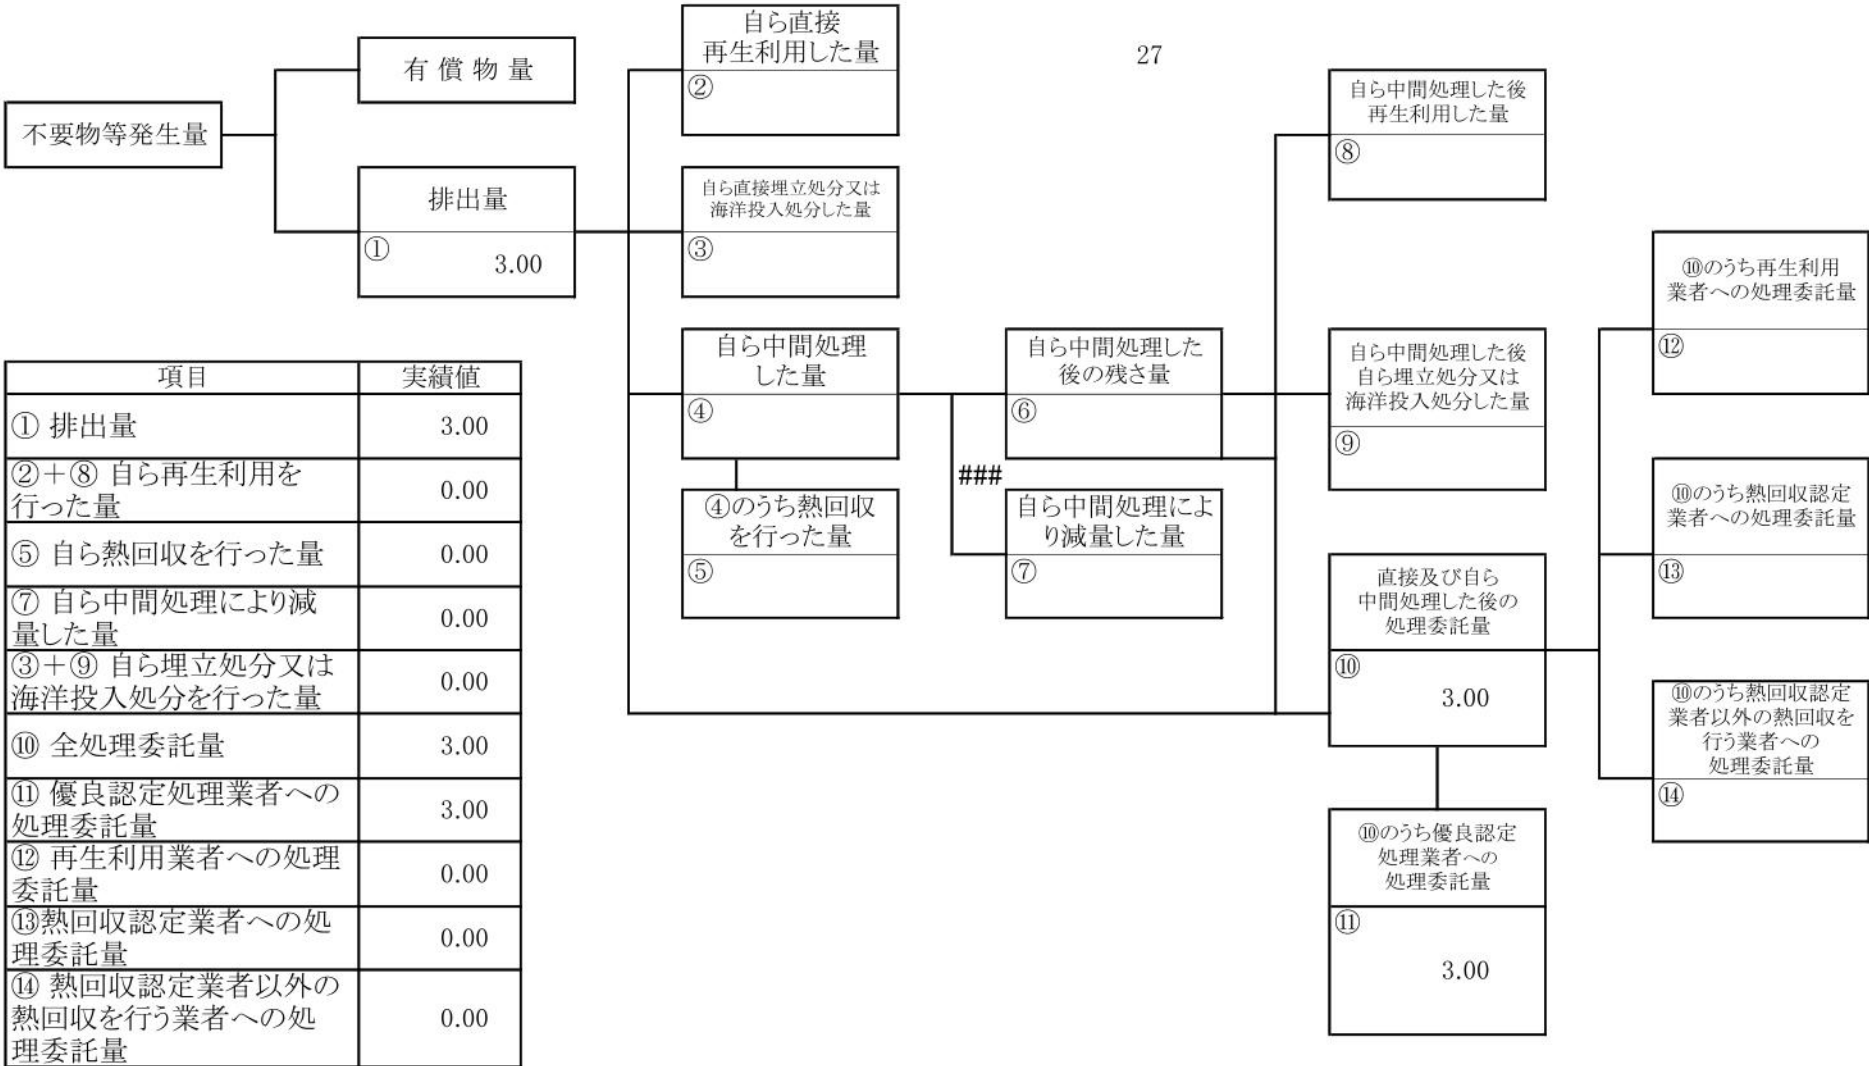 27
不要物等発生量
有 償 物 量
排出量
①
3.00
自ら直接
再生利用した量
②
自ら直接埋立処分又は
海洋投入処分した量
③
自ら中間処理
した量
④
④のうち熱回収
を行った量
⑤
###
自ら中間処理した
後の残さ量
⑥
自ら中間処理によ
り減量した量
⑦
自ら中間処理した後
再生利用した量
⑧
自ら中間処理した後
自ら埋立処分又は
海洋投入処分した量
⑨
直接及び自ら
中間処理した後の
処理委託量
⑩
3.00
⑩のうち優良認定
処理業者への
処理委託量
⑪
3.00
⑩のうち再生利用
業者への処理委託量
⑫
⑩のうち熱回収認定
業者への処理委託量
⑬
⑩のうち熱回収認定
業者以外の熱回収を
行う業者への
処理委託量
⑭
項目 実績値
① 排出量 3.00
②+⑧ 自ら再生利用を
行った量 0.00
⑤ 自ら熱回収を行った量 0.00
⑦ 自ら中間処理により減
量した量 0.00
③+⑨ 自ら埋立処分又は
海洋投入処分を行った量 0.00
⑩ 全処理委託量 3.00
⑪ 優良認定処理業者への
処理委託量 3.00
⑫ 再生利用業者への処理
委託量 0.00
⑬熱回収認定業者への処
理委託量 0.00
⑭ 熱回収認定業者以外の
熱回収を行う業者への処
理委託量 0.00